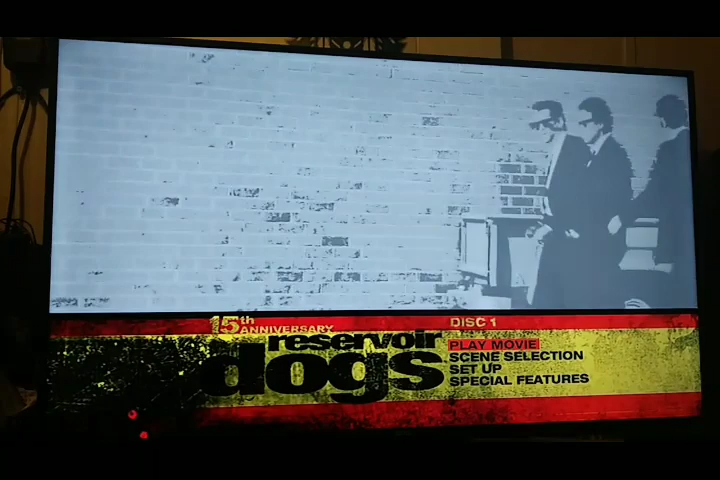 15th
ANNIVERSARY
reservoir
dogs
DISC 1
PLAY MOVIE
SCENE SELECTION
SET UP
SPECIAL FEATURES